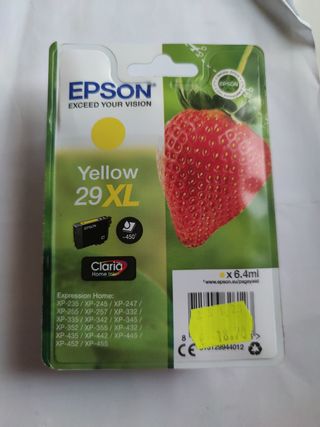 EPSON
EXCEED YOUR VISION
Yellow
29XL
EPSON
~450*
Claria
Home Ink
x 6.4ml
*www.epson.eu/pageyield
Expression Home:
XP-235 / XP-245 / XP-247 /
XP-255 / XP-257 / XP-332 /
XP-335 / XP-342 / XP-345 /
XP-352 / XP-355 / XP-432 /
XP-435 / XP-442 / XP-445 /
XP-452 / XP-455